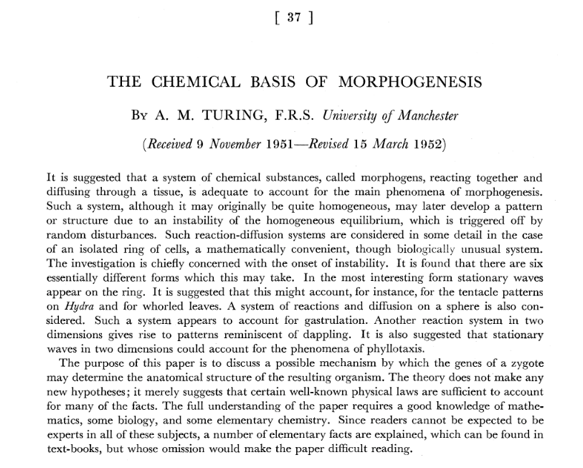 [ 37 ]
THE CHEMICAL BASIS OF MORPHOGENESIS
By A. M. TURING, F.R.S. University of Manchester
(Received 9 November 1951—Revised 15 March 1952)
It is suggested that a system of chemical substances, called morphogens, reacting together and
diffusing through a tissue, is adequate to account for the main phenomena of morphogenesis.
Such a system, although it may originally be quite homogeneous, may later develop a pattern
or structure due to an instability of the homogeneous equilibrium, which is triggered off by
random disturbances. Such reaction-diffusion systems are considered in some detail in the case
of an isolated ring of cells, a mathematically convenient, though biologically unusual system.
The investigation is chiefly concerned with the onset of instability. It is found that there are six
essentially different forms which this may take. In the most interesting form stationary waves
appear on the ring. It is suggested that this might account, for instance, for the tentacle patterns
on Hydra and for whorled leaves. A system of reactions and diffusion on a sphere is also con-
sidered. Such a system appears to account for gastrulation. Another reaction system in two
dimensions gives rise to patterns reminiscent of dappling. It is also suggested that stationary
waves in two dimensions could account for the phenomena of phyllotaxis.
The purpose of this paper is to discuss a possible mechanism by which the genes of a zygote
may determine the anatomical structure of the resulting organism. The theory does not make any
new hypotheses; it merely suggests that certain well-known physical laws are sufficient to account
for many of the facts. The full understanding of the paper requires a good knowledge of mathe-
matics, some biology, and some elementary chemistry. Since readers cannot be expected to be
experts in all of these subjects, a number of elementary facts are explained, which can be found in
text-books, but whose omission would make the paper difficult reading.